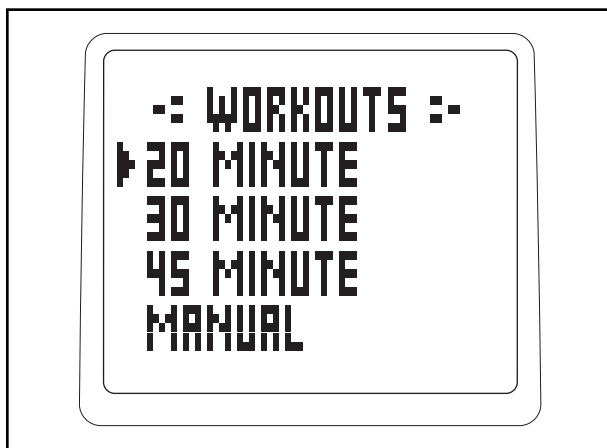 -: WORKOUTS :-
20 MINUTE
30 MINUTE
45 MINUTE
MANUAL